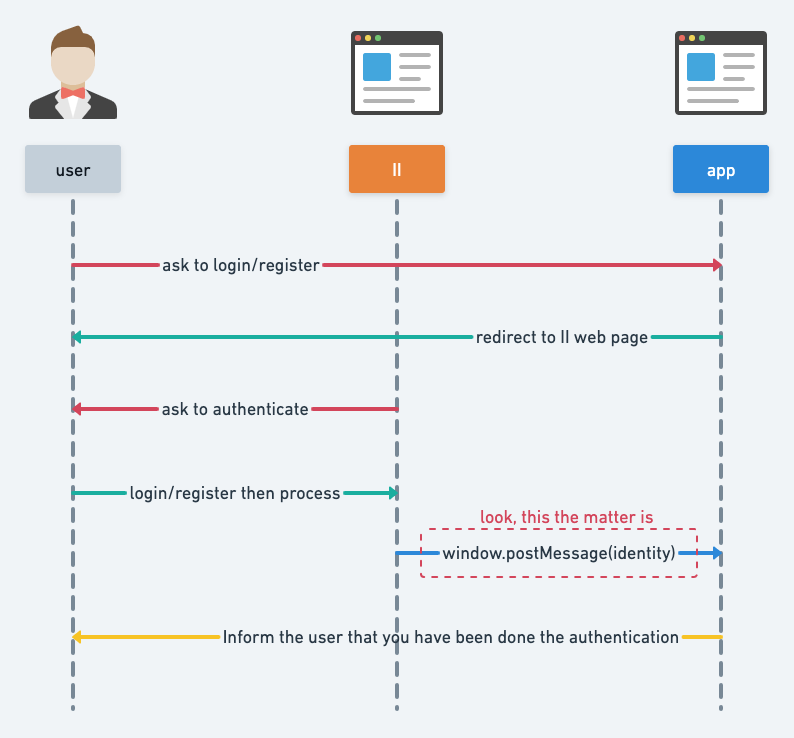 user
II
app
ask to login/register
redirect to II web page
ask to authenticate
login/register then process
look, this the matter is
window.postMessage(identity)
Inform the user that you have been done the authentication